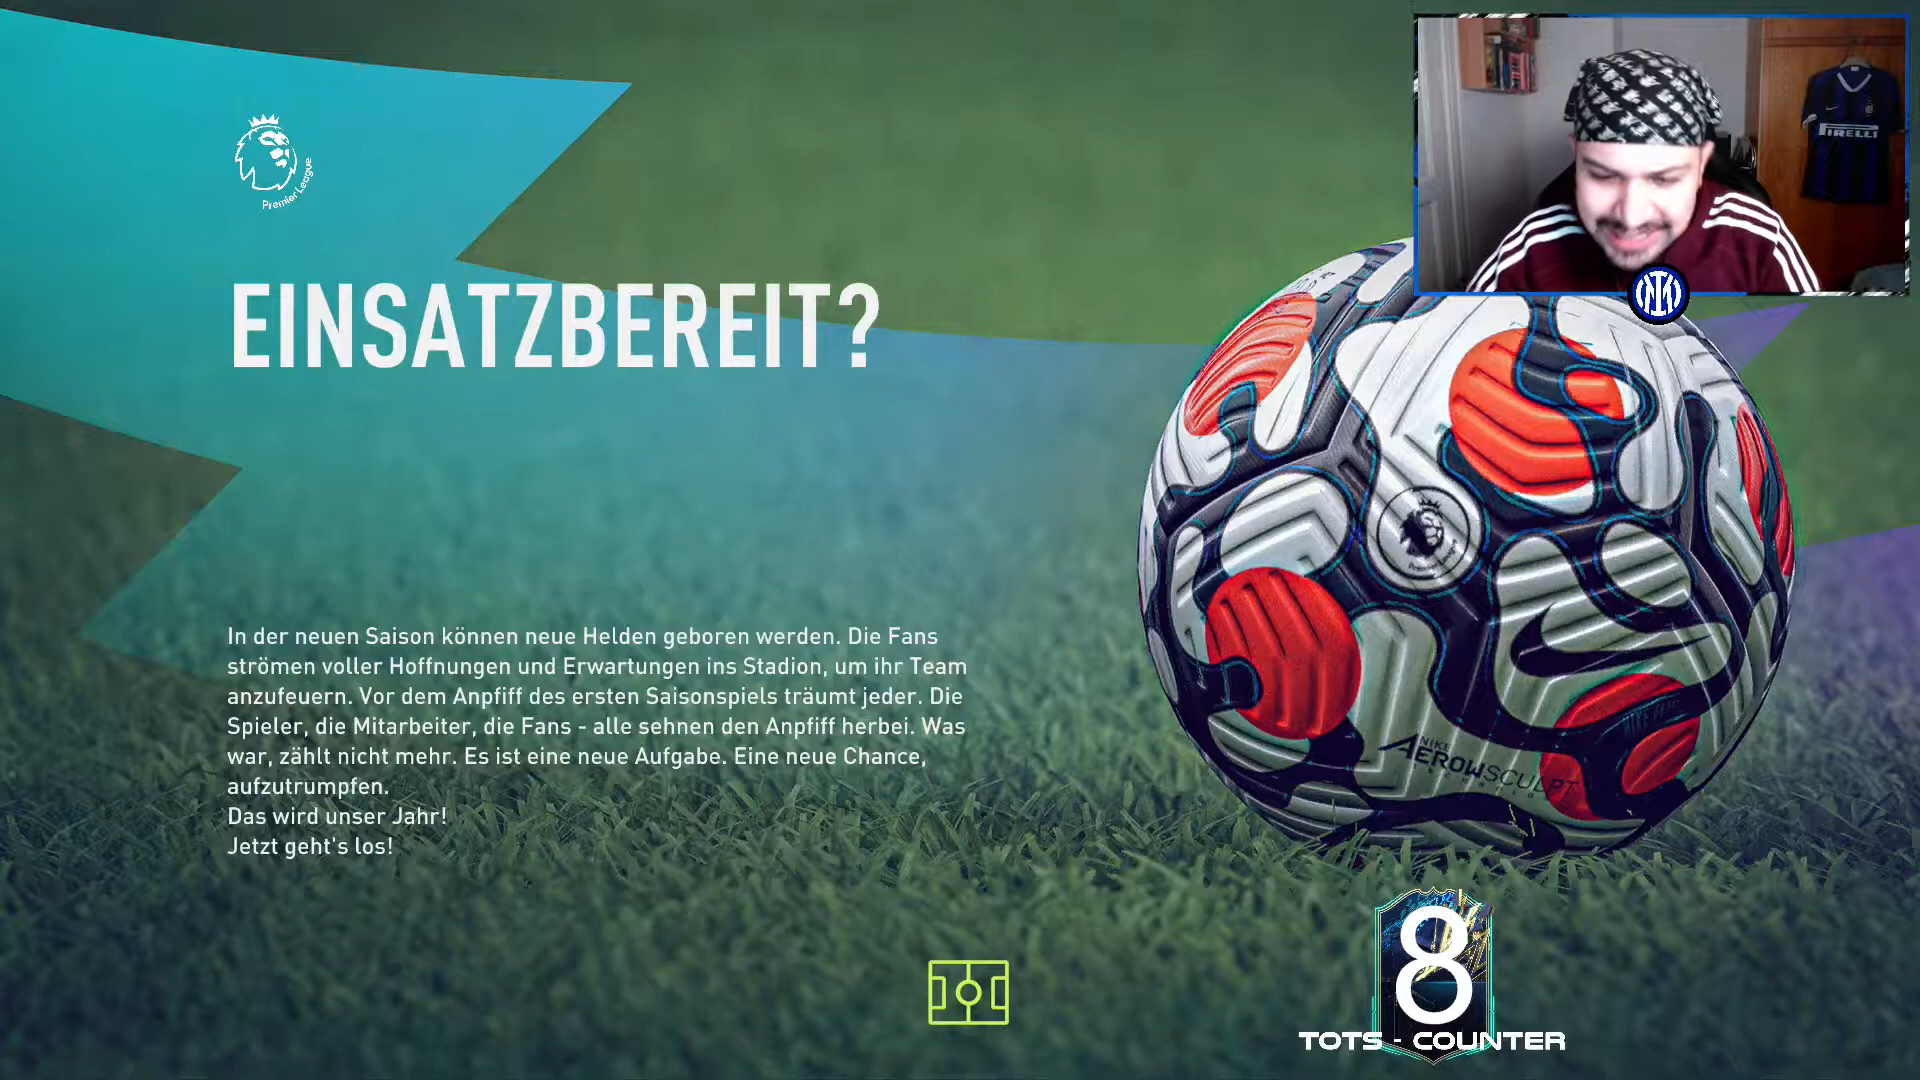 Premier League
PIRELLI
EINSATZBEREIT?
In der neuen Saison können neue Helden geboren werden. Die Fans
strömen voller Hoffnungen und Erwartungen ins Stadion, um ihr Team
anzufeuern. Vor dem Anpfiff des ersten Saisonspiels träumt jeder. Die
Spieler, die Mitarbeiter, die Fans - alle sehnen den Anpfiff herbei. Was
war, zählt nicht mehr. Es ist eine neue Aufgabe. Eine neue Chance,
aufzutrumpfen.
Das wird unser Jahr!
Jetzt geht's los!
Premier League
NIKE
AEROWSCULPT
8
TOTS - COUNTER